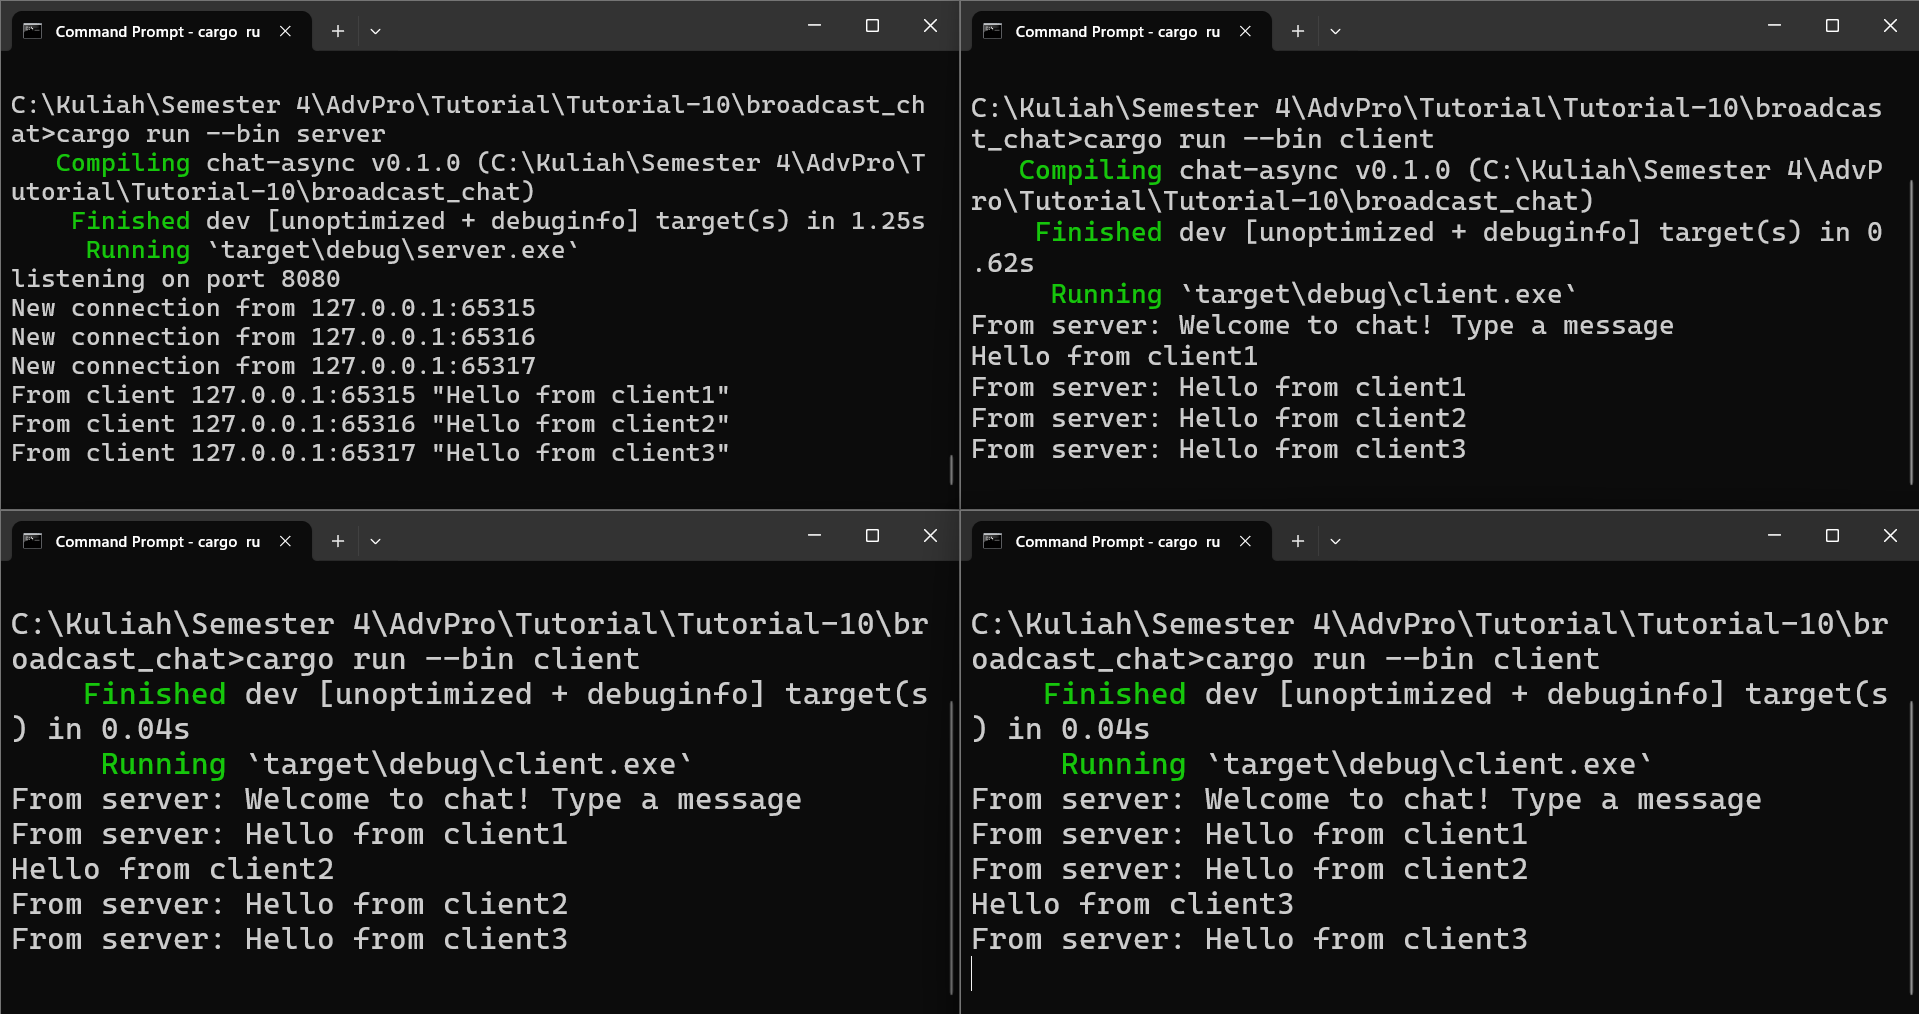 Command Prompt - cargo  ru
C:\Kuliah\Semester 4\AdvPro\Tutorial\Tutorial-10\broadcast_ch
at>cargo run --bin server
   Compiling chat-async v0.1.0 (C:\Kuliah\Semester 4\AdvPro\T
utorial\Tutorial-10\broadcast_chat)
    Finished dev [unoptimized + debuginfo] target(s) in 1.25s
     Running `target\debug\server.exe`
listening on port 8080
New connection from 127.0.0.1:65315
New connection from 127.0.0.1:65316
New connection from 127.0.0.1:65317
From client 127.0.0.1:65315 "Hello from client1"
From client 127.0.0.1:65316 "Hello from client2"
From client 127.0.0.1:65317 "Hello from client3"
Command Prompt - cargo  ru
C:\Kuliah\Semester 4\AdvPro\Tutorial\Tutorial-10\broadcas
t_chat>cargo run --bin client
   Compiling chat-async v0.1.0 (C:\Kuliah\Semester 4\AdvP
ro\Tutorial\Tutorial-10\broadcast_chat)
    Finished dev [unoptimized + debuginfo] target(s) in 0
.62s
     Running `target\debug\client.exe`
From server: Welcome to chat! Type a message
Hello from client1
From server: Hello from client1
From server: Hello from client2
From server: Hello from client3
Command Prompt - cargo  ru
C:\Kuliah\Semester 4\AdvPro\Tutorial\Tutorial-10\br
oadcast_chat>cargo run --bin client
    Finished dev [unoptimized + debuginfo] target(s
) in 0.04s
     Running `target\debug\client.exe`
From server: Welcome to chat! Type a message
From server: Hello from client1
Hello from client2
From server: Hello from client2
From server: Hello from client3
Command Prompt - cargo  ru
C:\Kuliah\Semester 4\AdvPro\Tutorial\Tutorial-10\br
oadcast_chat>cargo run --bin client
    Finished dev [unoptimized + debuginfo] target(s
) in 0.04s
     Running `target\debug\client.exe`
From server: Welcome to chat! Type a message
From server: Hello from client1
From server: Hello from client2
Hello from client3
From server: Hello from client3